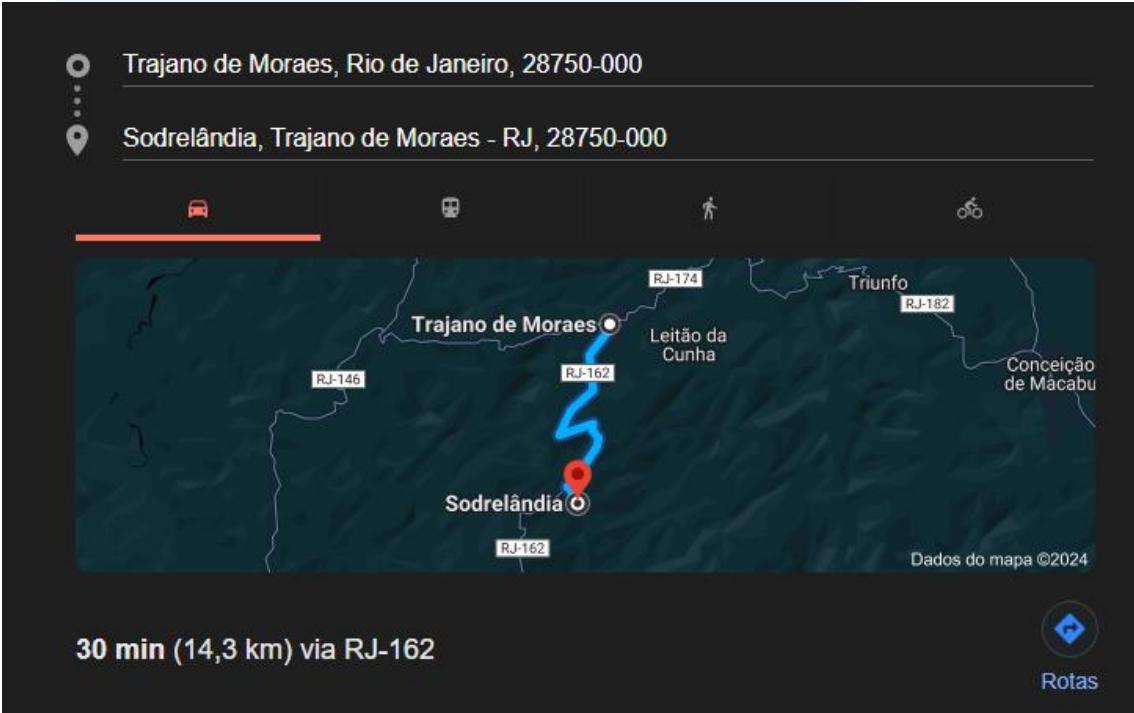 Trajano de Moraes, Rio de Janeiro, 28750-000
Sodrelândia, Trajano de Moraes - RJ, 28750-000
RJ-174
Triunfo
RJ-182
Trajano de Moraes
Leitão da
Cunha
RJ-162
Conceição
de Macabu
RJ-146
Sodrelândia
RJ-162
Dados do mapa ©2024
30 min (14,3 km) via RJ-162
Rotas